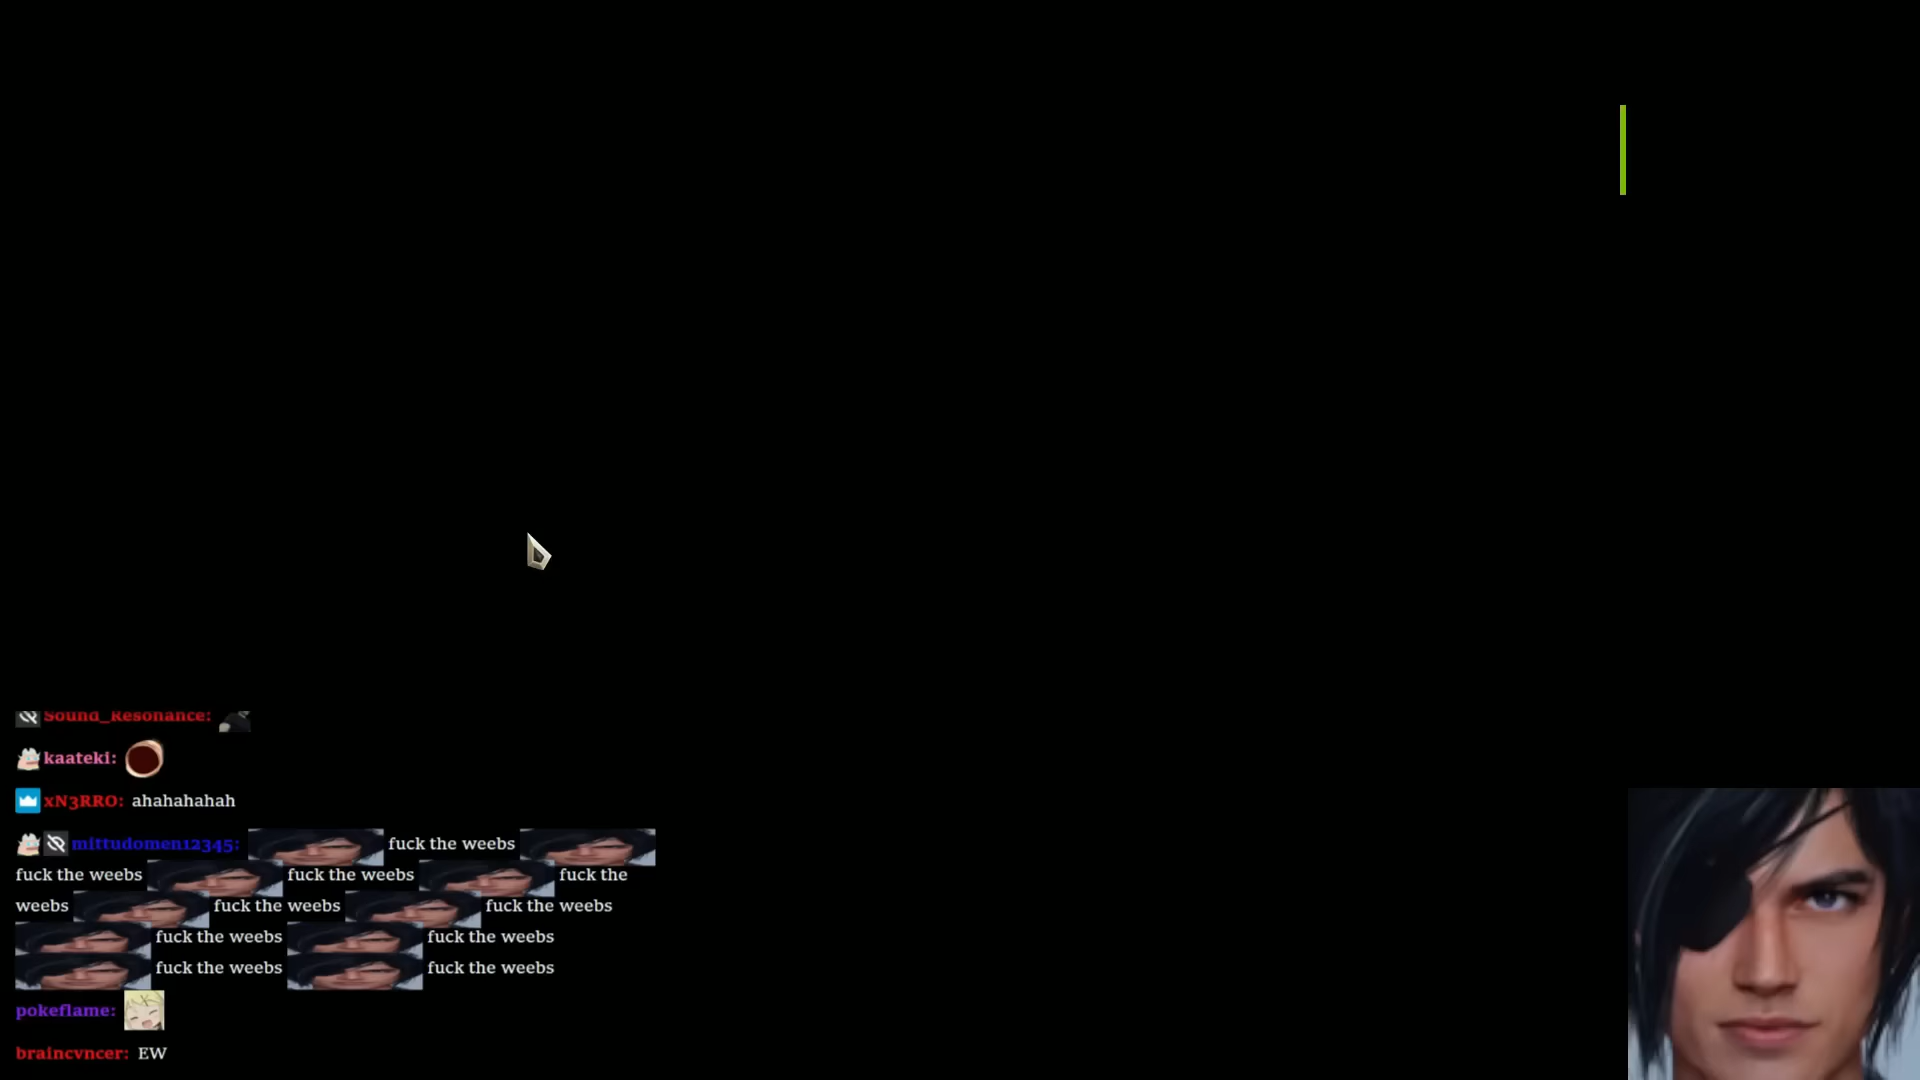 Sound_Resonance:
kaateki:
xN3RRO: ahahahahah
mittudomen12345: fuck the weebs
fuck the weebs fuck the weebs fuck the
weebs fuck the weebs fuck the weebs
fuck the weebs fuck the weebs
fuck the weebs fuck the weebs
pokeflame:
braincvncer: EW